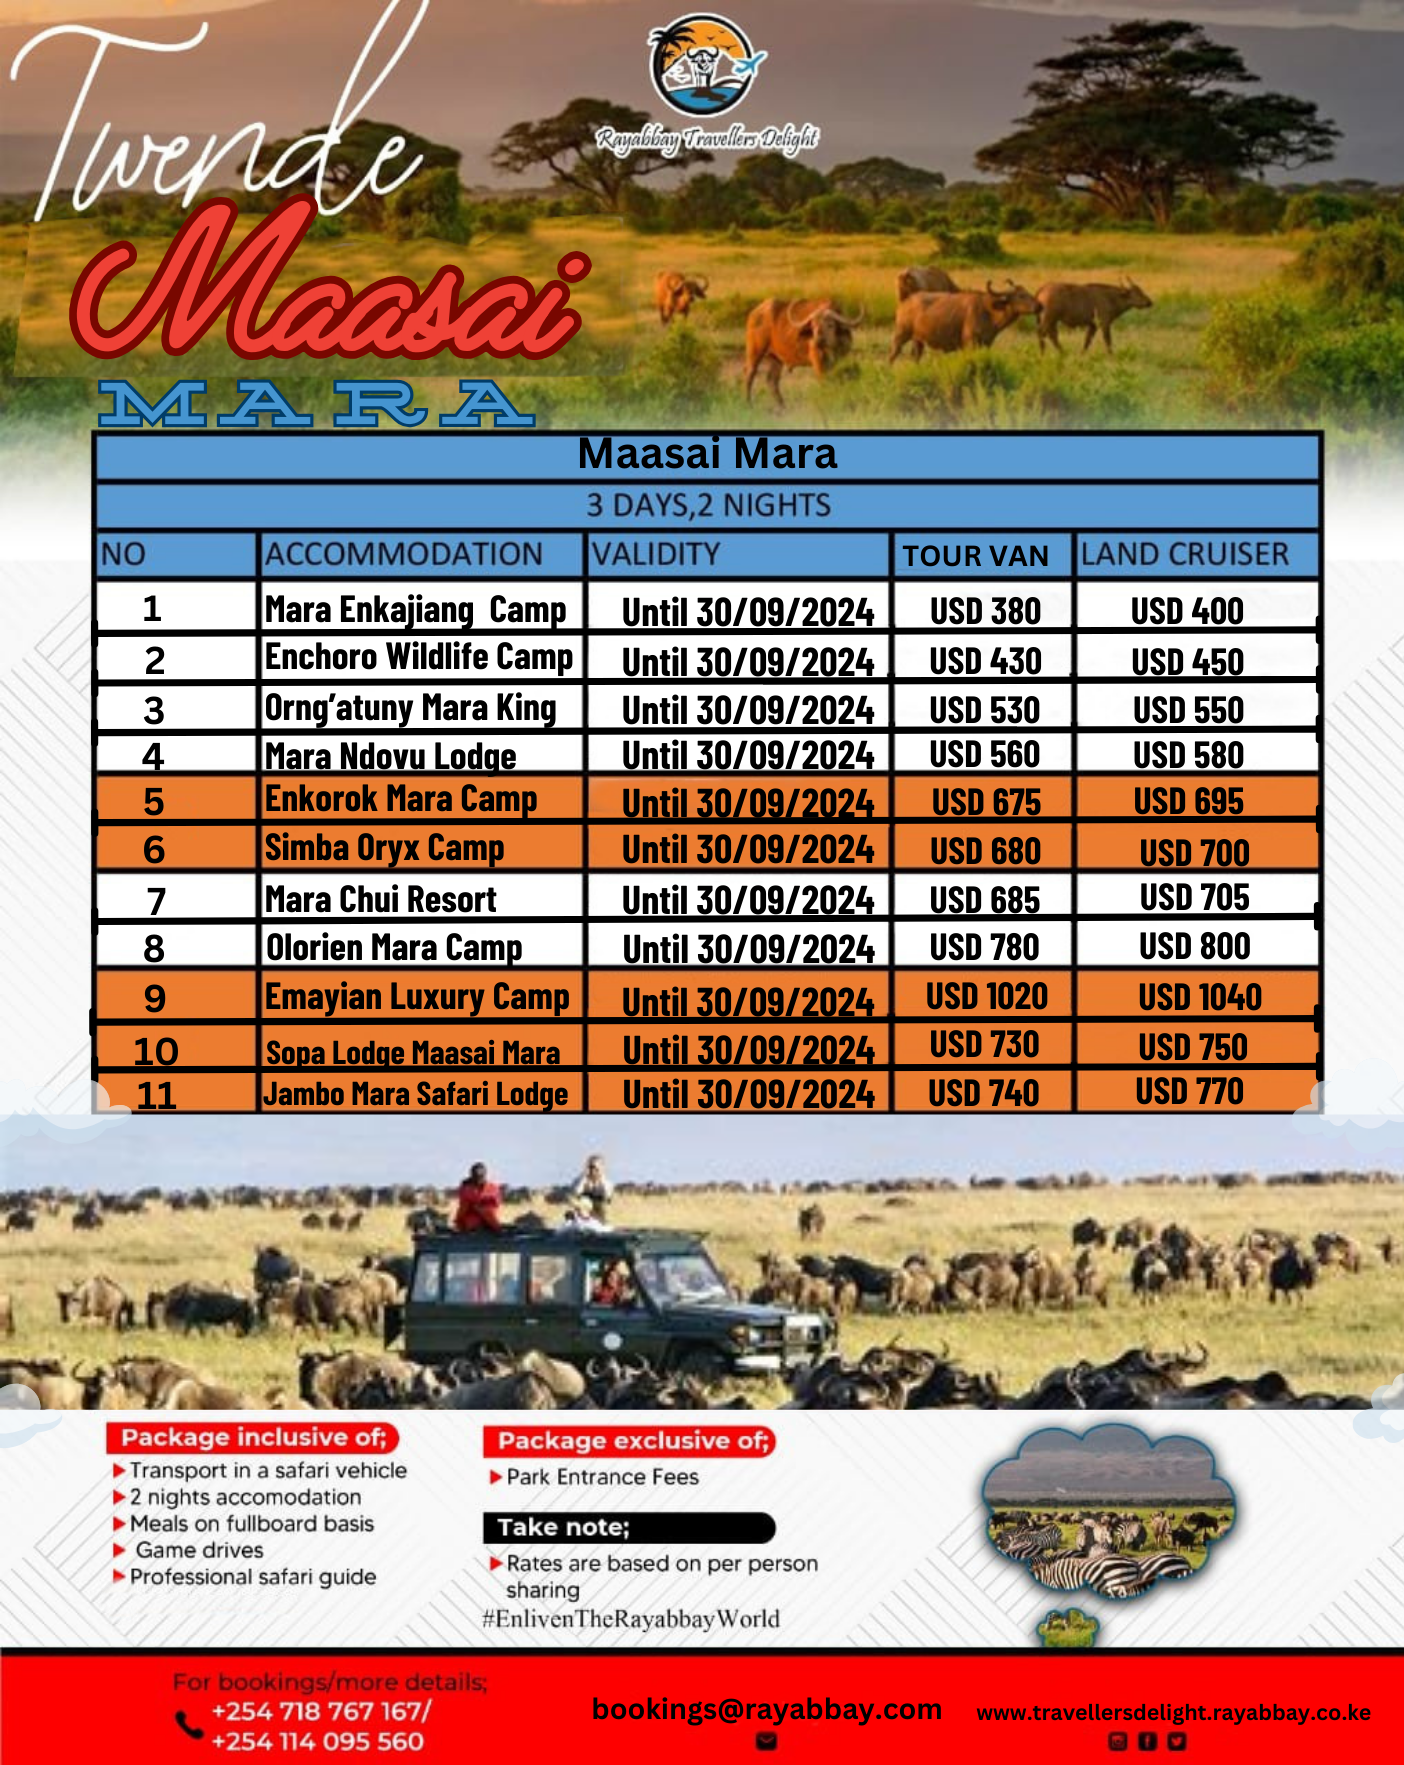 Twende
Rayabbay Travellers Delight
Maasai
MARA
Maasai Mara
3 DAYS,2 NIGHTS
NO ACCOMMODATION VALIDITY TOUR VAN LAND CRUISER
1 Mara Enkajiang Camp Until 30/09/2024 USD 380 USD 400
2 Enchoro Wildlife Camp Until 30/09/2024 USD 430 USD 450
3 Orng’atuny Mara King Until 30/09/2024 USD 530 USD 550
4 Mara Ndovu Lodge Until 30/09/2024 USD 560 USD 580
5 Enkorok Mara Camp Until 30/09/2024 USD 675 USD 695
6 Simba Oryx Camp Until 30/09/2024 USD 680 USD 700
7 Mara Chui Resort Until 30/09/2024 USD 685 USD 705
8 Olorien Mara Camp Until 30/09/2024 USD 780 USD 800
9 Emayian Luxury Camp Until 30/09/2024 USD 1020 USD 1040
10 Sopa Lodge Maasai Mara Until 30/09/2024 USD 730 USD 750
11 Jambo Mara Safari Lodge Until 30/09/2024 USD 740 USD 770
Package inclusive of;
Transport in a safari vehicle
2 nights accomodation
Meals on fullboard basis
Game drives
Professional safari guide
Package exclusive of;
Park Entrance Fees
Take note;
Rates are based on per person
sharing
#EnlivenTheRayabbayWorld
For bookings/more details;
+254 718 767 167/
+254 114 095 560
bookings@rayabbay.com
www.travellersdelight.rayabbay.co.ke